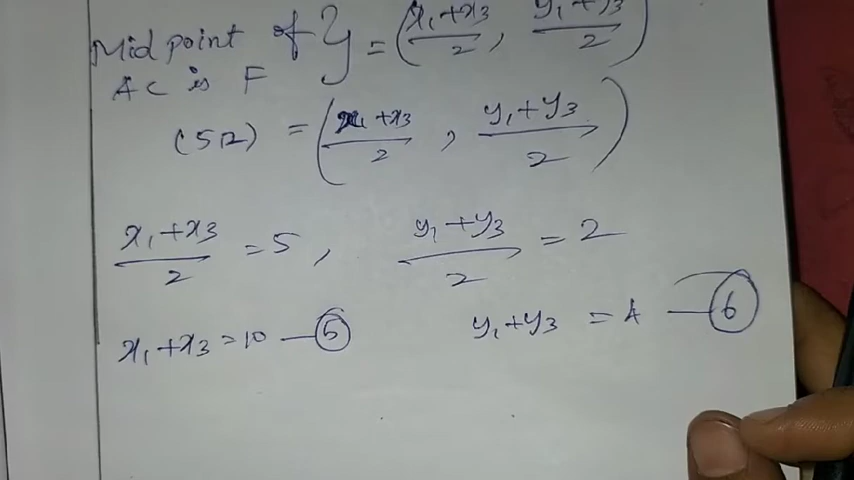 Mid point of } = (x₁+x₃/2, y₁+y₃/2)
AC is F
(5 2) = (x₁+x₃/2, y₁+y₃/2)
x₁+x₃/2 = 5, y₁+y₃/2 = 2
x₁+x₃ = 10 — ⑤ y₁+y₃ = 4 — ⑥